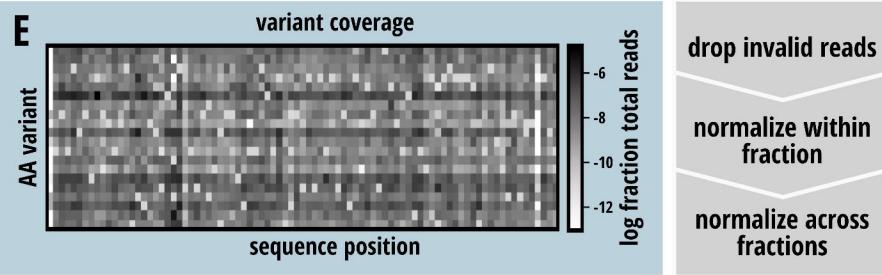 E
variant coverage
AA variant
sequence position
-6
-8
-10
-12
log fraction total reads
drop invalid reads
normalize within
fraction
normalize across
fractions